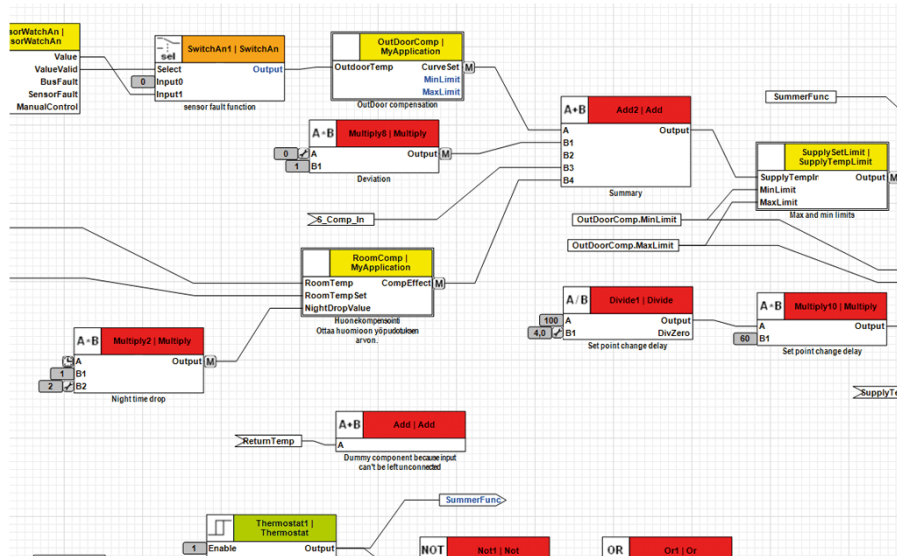 sorWatchAn |
sorWatchAn
Value
ValueValid
BusFault
SensorFault
ManualControl
sel
SwitchAn1 | SwitchAn
Select
Output
0
Input0
Input1
sensor fault function
OutDoorComp |
MyApplication
OutdoorTemp
CurveSet
M
MinLimit
MaxLimit
OutDoor compensation
A*B
Multiply8 | Multiply
0
A
Output
M
1
B1
Deviation
S_Comp_In
A+B
Add2 | Add
A
Output
B1
B2
B3
B4
Summary
SummerFunc
SupplySetLimit |
SupplyTempLimit
SupplyTempIn
Output
M
MinLimit
MaxLimit
Max and min limits
OutDoorComp.MinLimit
OutDoorComp.MaxLimit
RoomComp |
MyApplication
RoomTemp
CompEffect
M
RoomTempSet
NightDropValue
Huonekompensointi
Ottaa huomioon yöpudotuksen
arvon.
A/B
Divide1 | Divide
100
A
Output
4,0
B1
DivZero
Set point change delay
A*B
Multiply10 | Multiply
A
Output
60
B1
Set point change delay
A*B
Multiply2 | Multiply
A
Output
M
1
B1
2
B2
Night time drop
SupplyTe
ReturnTemp
A+B
Add | Add
A
Dummy component because input
can't be left unconnected
SummerFunc
Thermostat1 |
Thermostat
1
Enable
Output
NOT
Not1 | Not
OR
Or1 | Or